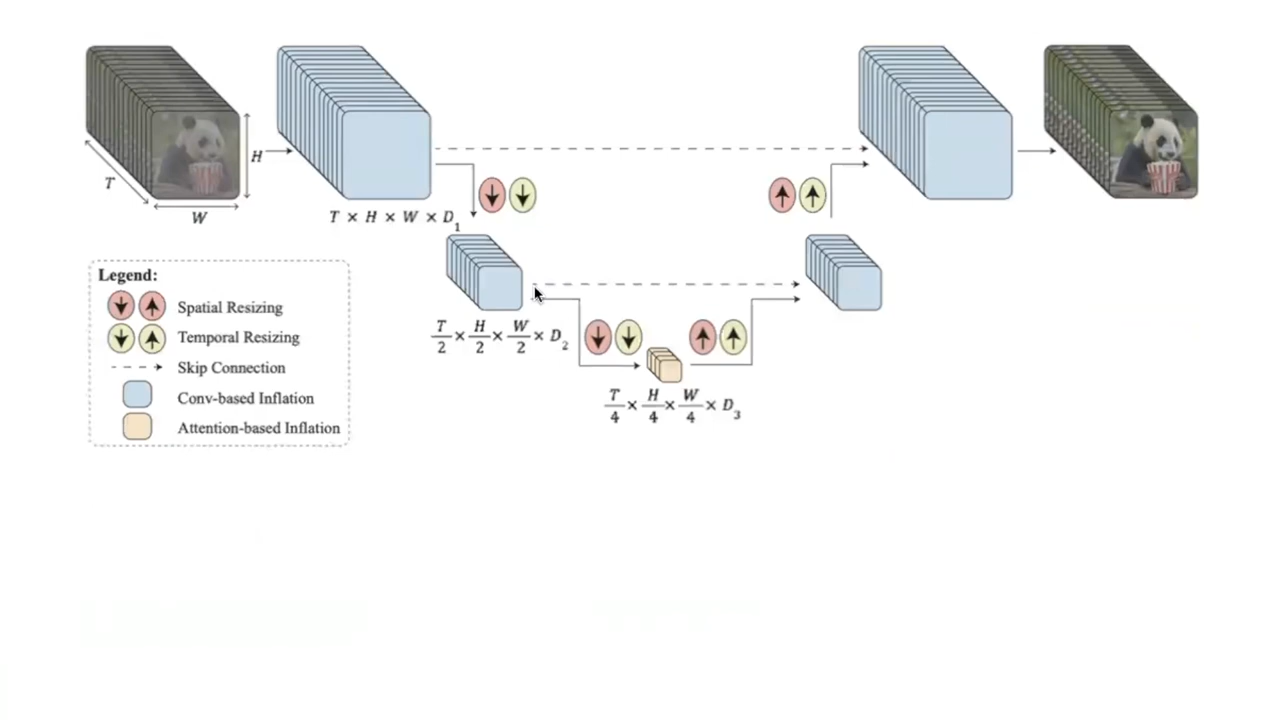 H
T
W
T × H × W × D₁
Legend:
Spatial Resizing
Temporal Resizing
Skip Connection
Conv-based Inflation
Attention-based Inflation
T/2 × H/2 × W/2 × D₂
T/4 × H/4 × W/4 × D₃